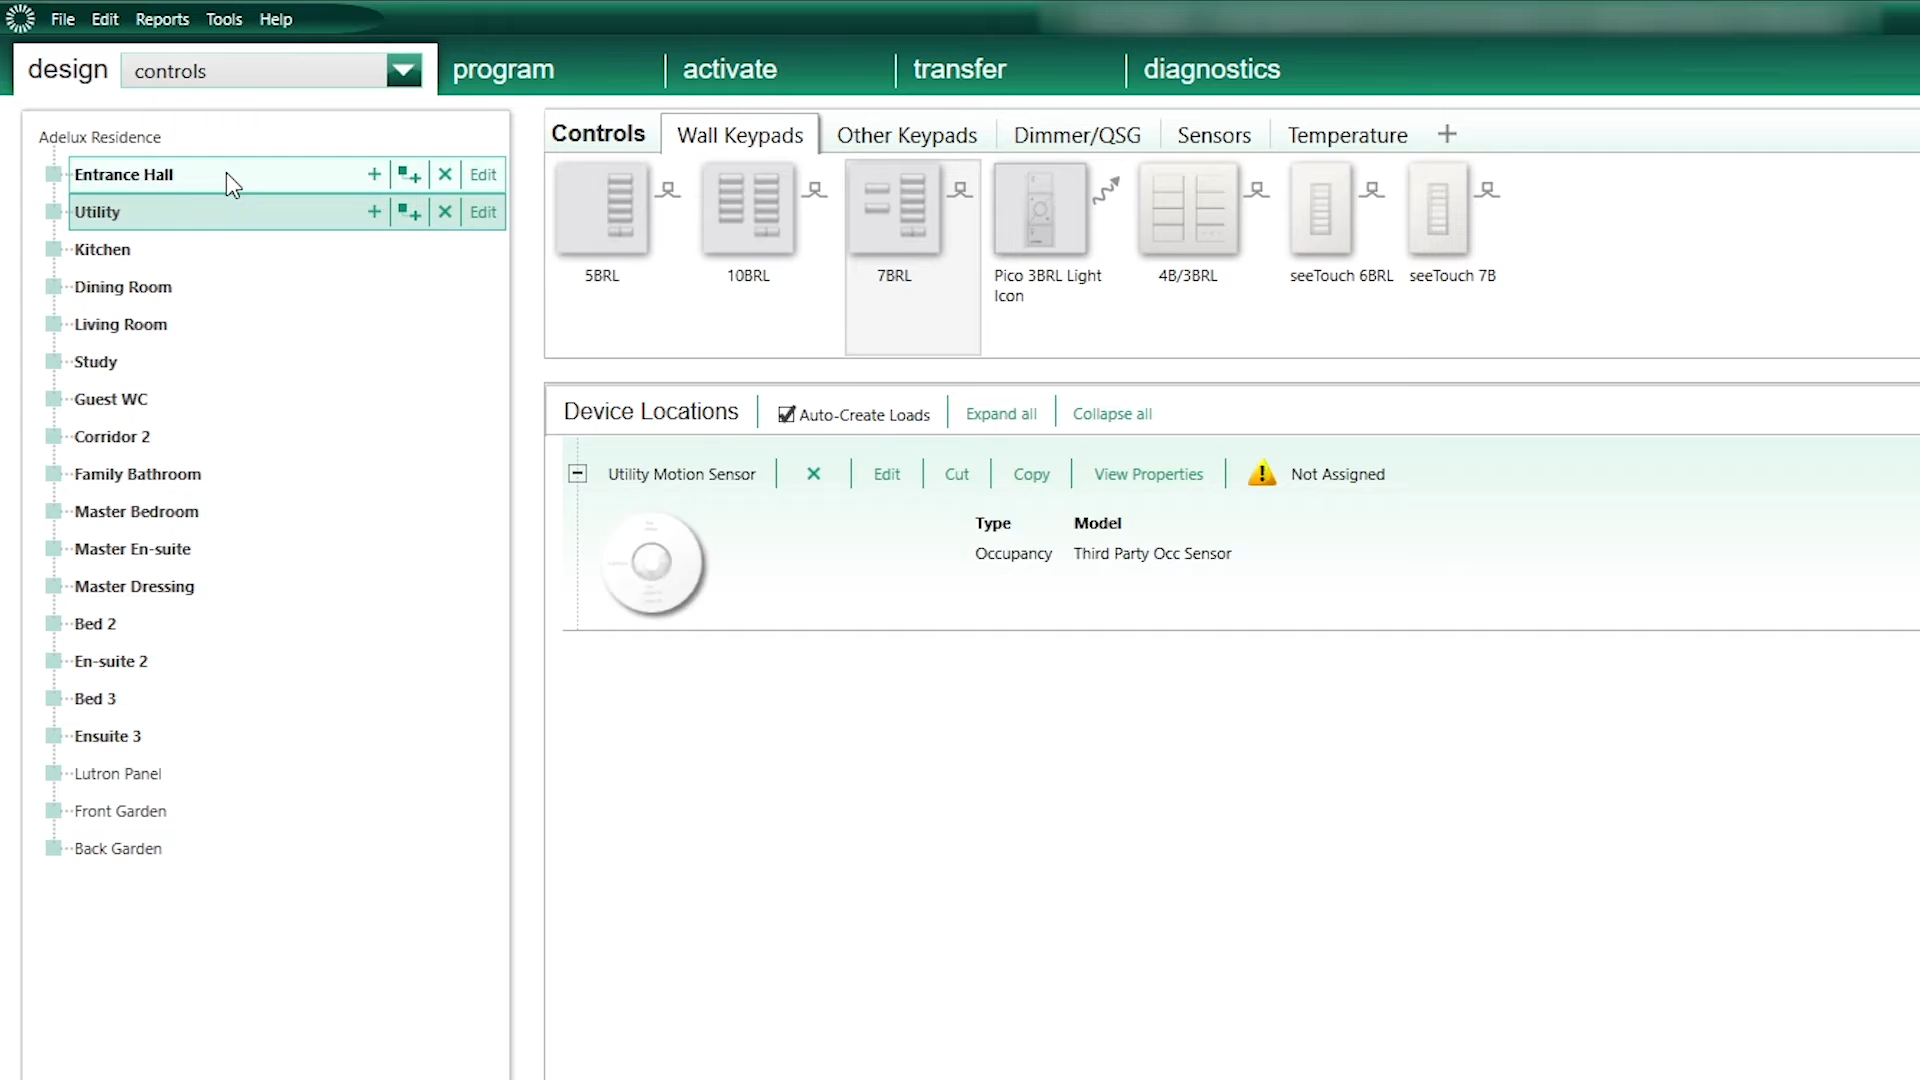 File Edit Reports Tools Help
design controls program activate transfer diagnostics
Adelux Residence
Entrance Hall Edit
Utility Edit
Kitchen
Dining Room
Living Room
Study
Guest WC
Corridor 2
Family Bathroom
Master Bedroom
Master En-suite
Master Dressing
Bed 2
En-suite 2
Bed 3
Ensuite 3
Lutron Panel
Front Garden
Back Garden
Controls Wall Keypads Other Keypads Dimmer/QSG Sensors Temperature
5BRL 10BRL 7BRL Pico 3BRL Light Icon 4B/3BRL seeTouch 6BRL seeTouch 7B
Device Locations Auto-Create Loads Expand all Collapse all
Utility Motion Sensor Edit Cut Copy View Properties Not Assigned
Type Model
Occupancy Third Party Occ Sensor